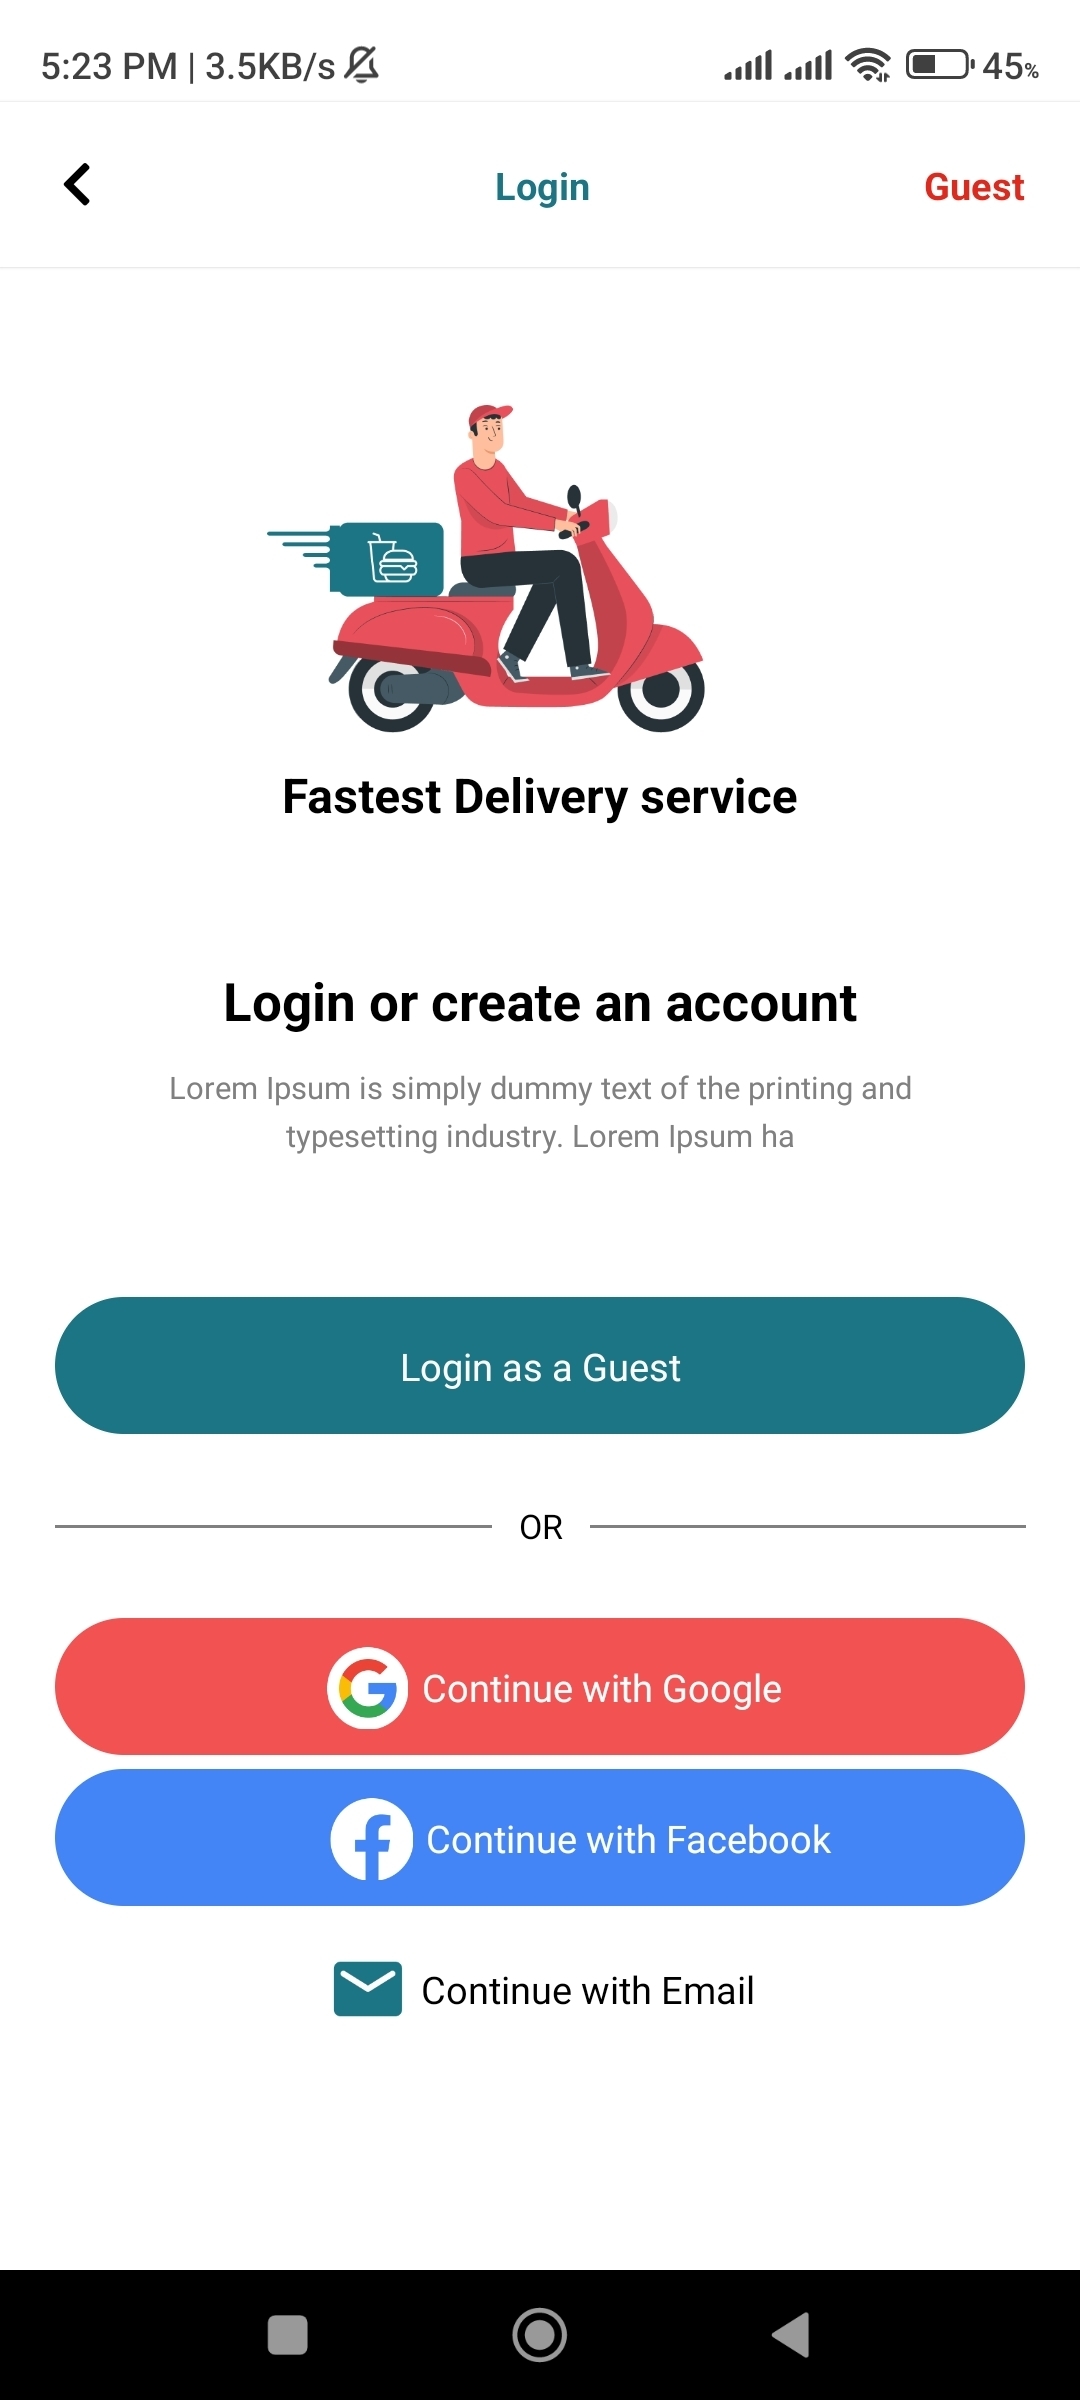 5:23 PM | 3.5KB/s 45%
Login
Guest
Fastest Delivery service
Login or create an account
Lorem Ipsum is simply dummy text of the printing and
typesetting industry. Lorem Ipsum ha
Login as a Guest
OR
Continue with Google
Continue with Facebook
Continue with Email